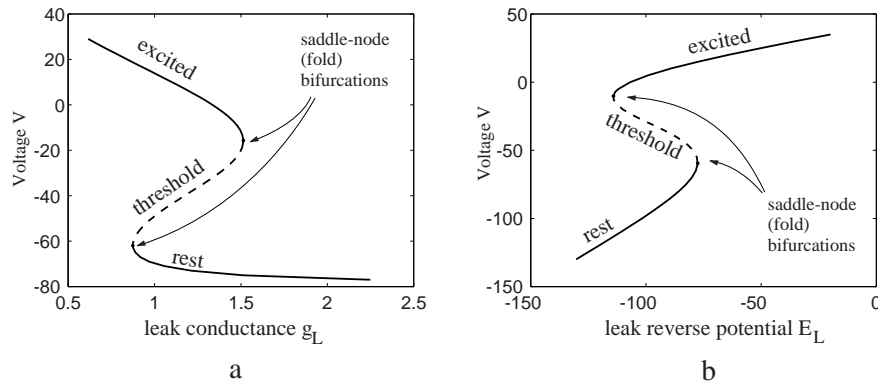 40
20
0
-20
-40
-60
-80
Voltage V
excited
threshold
rest
saddle-node
(fold)
bifurcations
0.5 1 1.5 2 2.5
leak conductance g_L
a
50
0
-50
-100
-150
Voltage V
excited
threshold
rest
saddle-node
(fold)
bifurcations
-150 -100 -50 0
leak reverse potential E_L
b